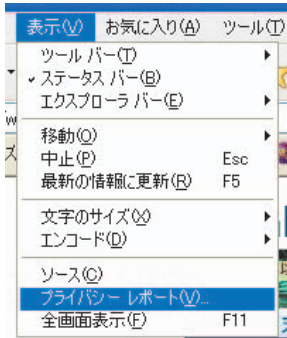 表示(V) お気に入り(A) ツール(T)
ツール バー(T)
ステータス バー(B)
エクスプローラ バー(E)
移動(O)
中止(P) Esc
最新の情報に更新(R) F5
文字のサイズ(X)
エンコード(D)
ソース(C)
プライバシー レポート(V)...
全画面表示(F) F11